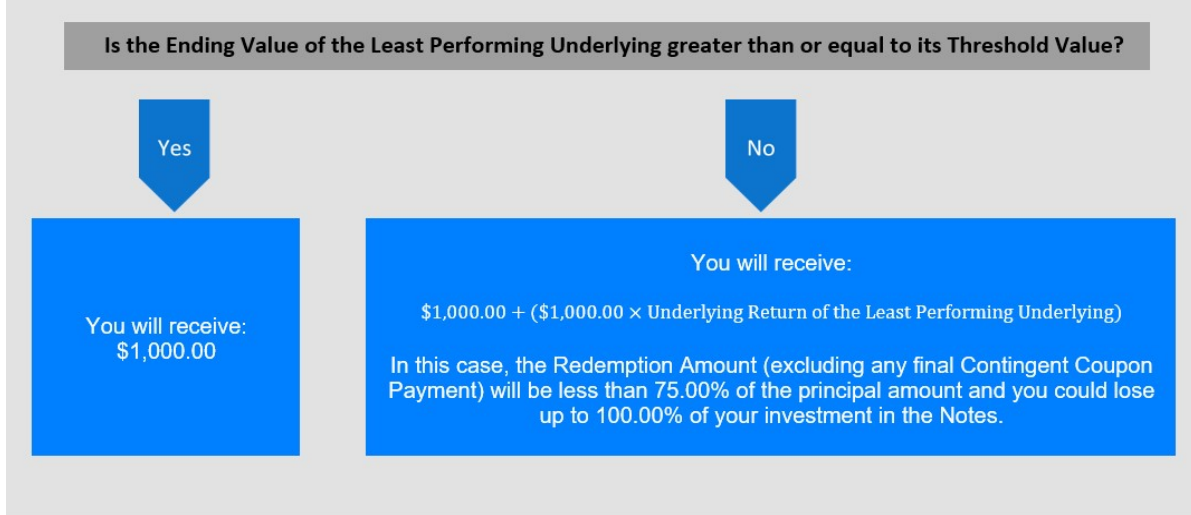 Is the Ending Value of the Least Performing Underlying greater than or equal to its Threshold Value?
Yes
No
You will receive:
$1,000.00
You will receive:
$1,000.00 + ($1,000.00 × Underlying Return of the Least Performing Underlying)
In this case, the Redemption Amount (excluding any final Contingent Coupon
Payment) will be less than 75.00% of the principal amount and you could lose
up to 100.00% of your investment in the Notes.